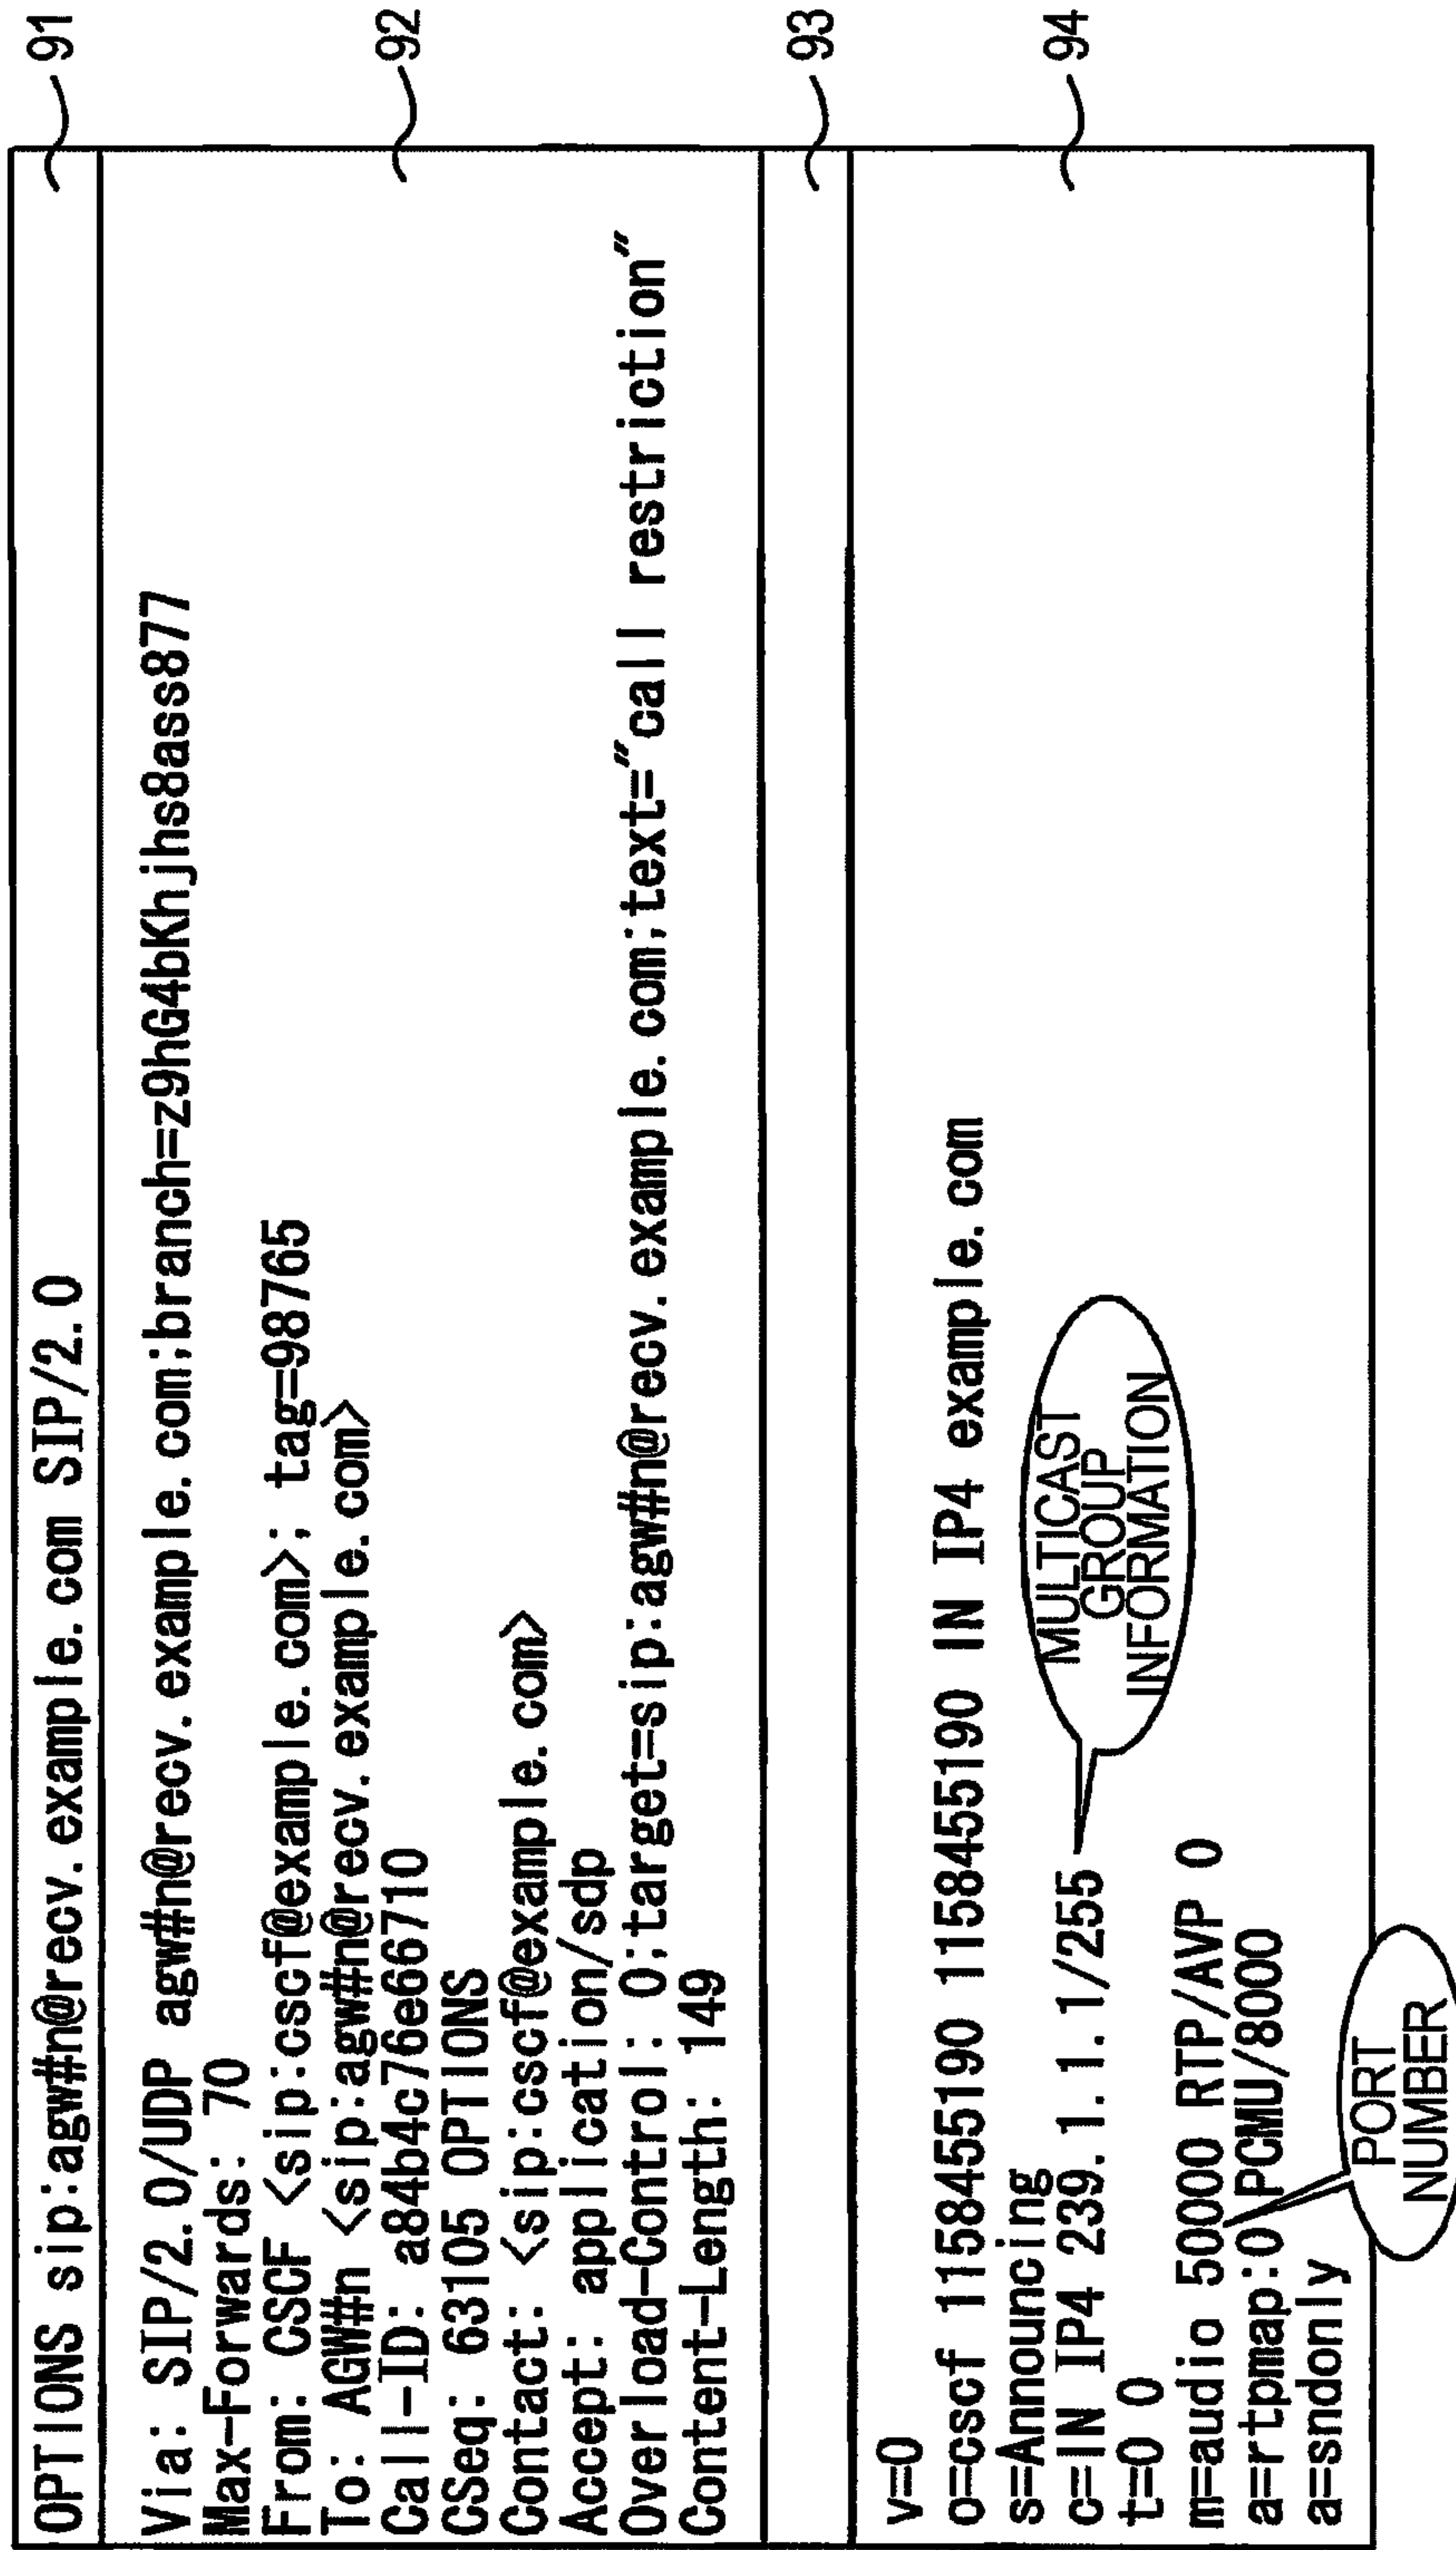 OPTIONS sip:agw#n@recv.example.com SIP/2.0
91
Via: SIP/2.0/UDP agw#n@recv.example.com;branch=z9hG4bKhjhs8ass877
Max-Forwards: 70
From: CSCF <sip:cscf@example.com>; tag=98765
To: AGW#n <sip:agw#n@recv.example.com>
Call-ID: a84b4c76e66710
CSeq: 63105 OPTIONS
Contact: <sip:cscf@example.com>
Accept: application/sdp
Overload-Control: 0;target=sip:agw#n@recv.example.com;text="call restriction"
Content-Length: 149
92
93
v=0
o=cscf 1158455190 1158455190 IN IP4 example.com
s=Announcing
c=IN IP4 239.1.1.1/255
t=0 0
m=audio 50000 RTP/AVP 0
a=rtpmap:0 PCMU/8000
a=sndonly
94
MULTICAST
GROUP
INFORMATION
PORT
NUMBER